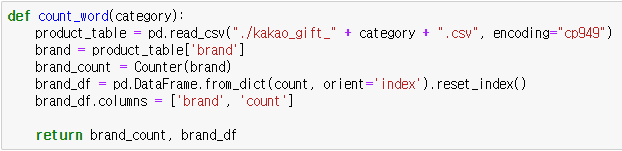 def count_word(category):
    product_table = pd.read_csv("./kakao_gift_" + category + ".csv", encoding="cp949")
    brand = product_table['brand']
    brand_count = Counter(brand)
    brand_df = pd.DataFrame.from_dict(count, orient='index').reset_index()
    brand_df.columns = ['brand', 'count']

    return brand_count, brand_df